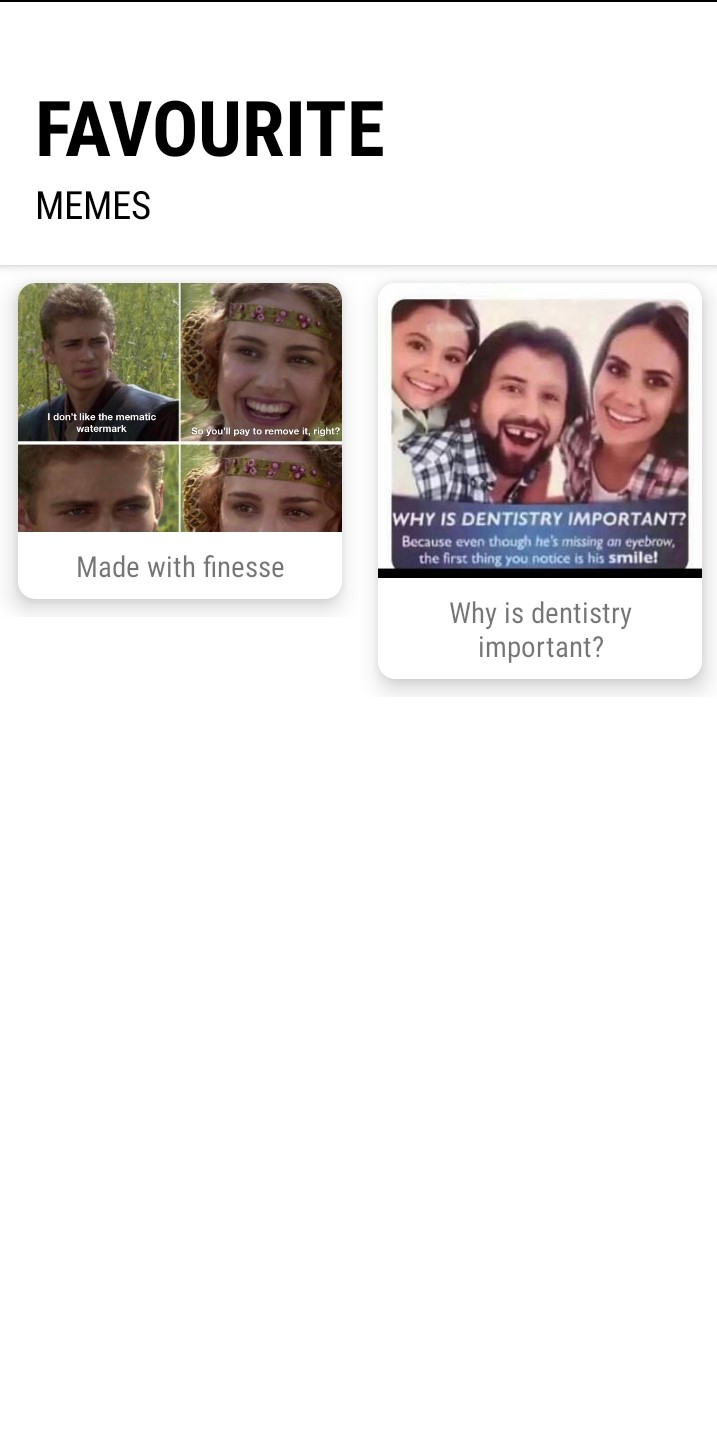 FAVOURITE
MEMES
I don't like the mematic
watermark
So you'll pay to remove it, right?
Made with finesse
WHY IS DENTISTRY IMPORTANT?
Because even though he's missing an eyebrow,
the first thing you notice is his smile!
Why is dentistry
important?